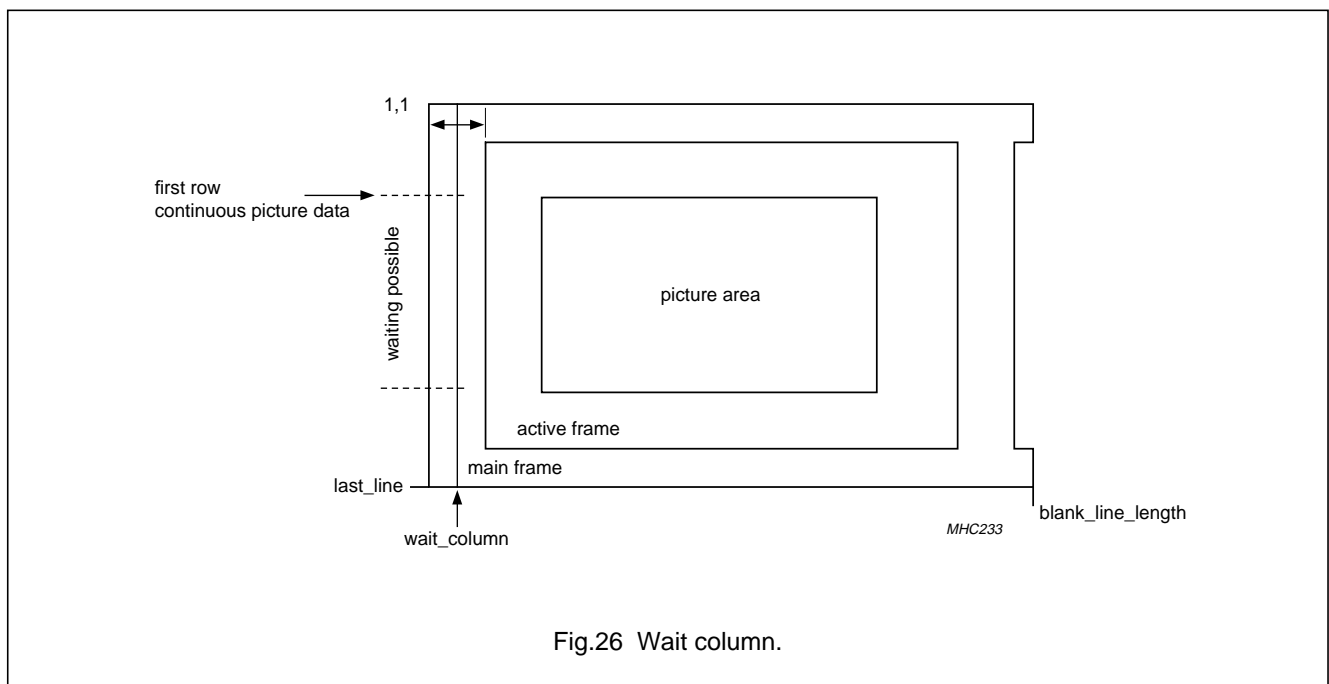 1,1
first row
continuous picture data
waiting possible
picture area
active frame
main frame
last_line
blank_line_length
wait_column
MHC233
Fig.26 Wait column.